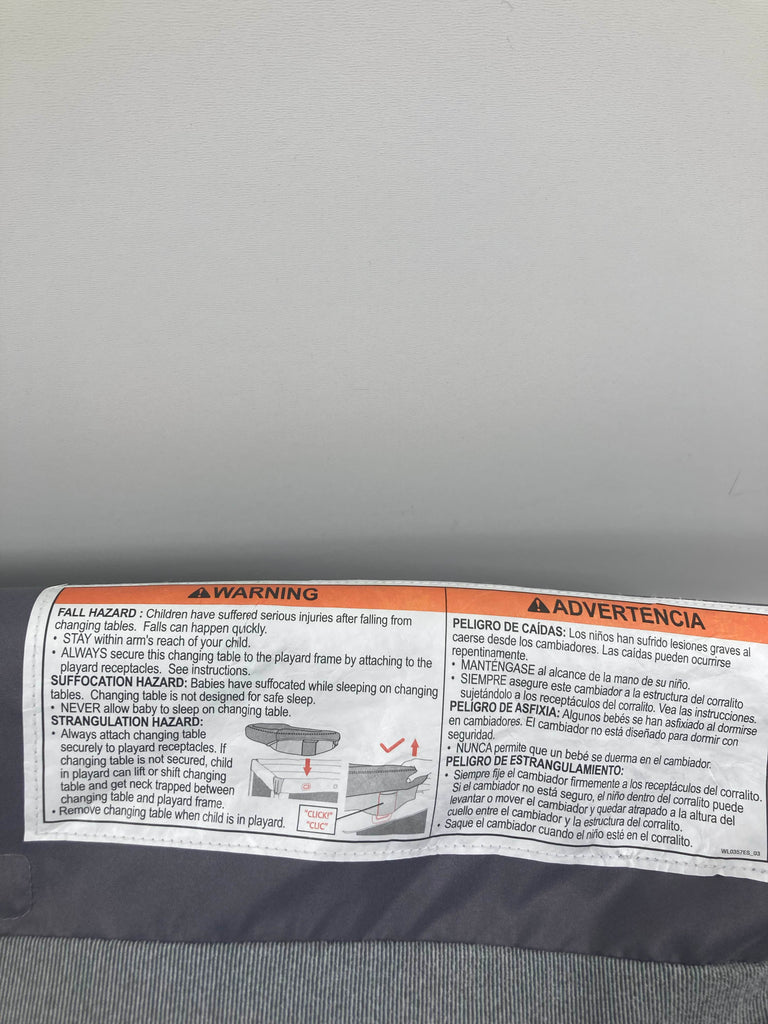 WARNING
FALL HAZARD : Children have suffered serious injuries after falling from
changing tables. Falls can happen quickly.
• STAY within arm's reach of your child.
• ALWAYS secure this changing table to the playard frame by attaching to the
playard receptacles. See instructions.
SUFFOCATION HAZARD: Babies have suffocated while sleeping on changing
tables. Changing table is not designed for safe sleep.
• NEVER allow baby to sleep on changing table.
STRANGULATION HAZARD:
• Always attach changing table
securely to playard receptacles. If
changing table is not secured, child
in playard can lift or shift changing
table and get neck trapped between
changing table and playard frame.
• Remove changing table when child is in playard.
"CLICK!"
"CLIC"
ADVERTENCIA
PELIGRO DE CAÍDAS: Los niños han sufrido lesiones graves al
caerse desde los cambiadores. Las caídas pueden ocurrirse
repentinamente.
• MANTÉNGASE al alcance de la mano de su niño.
• SIEMPRE asegure este cambiador a la estructura del corralito
sujetándolo a los receptáculos del corralito. Vea las instrucciones.
PELIGRO DE ASFIXIA: Algunos bebés se han asfixiado al dormirse
en cambiadores. El cambiador no está diseñado para dormir con
seguridad.
• NUNCA permite que un bebé se duerma en el cambiador.
PELIGRO DE ESTRANGULAMIENTO:
• Siempre fije el cambiador firmemente a los receptáculos del corralito.
Si el cambiador no está seguro, el niño dentro del corralito puede
levantar o mover el cambiador y quedar atrapado a la altura del
cuello entre el cambiador y la estructura del corralito.
• Saque el cambiador cuando el niño esté en el corralito.
WL0357ES_03